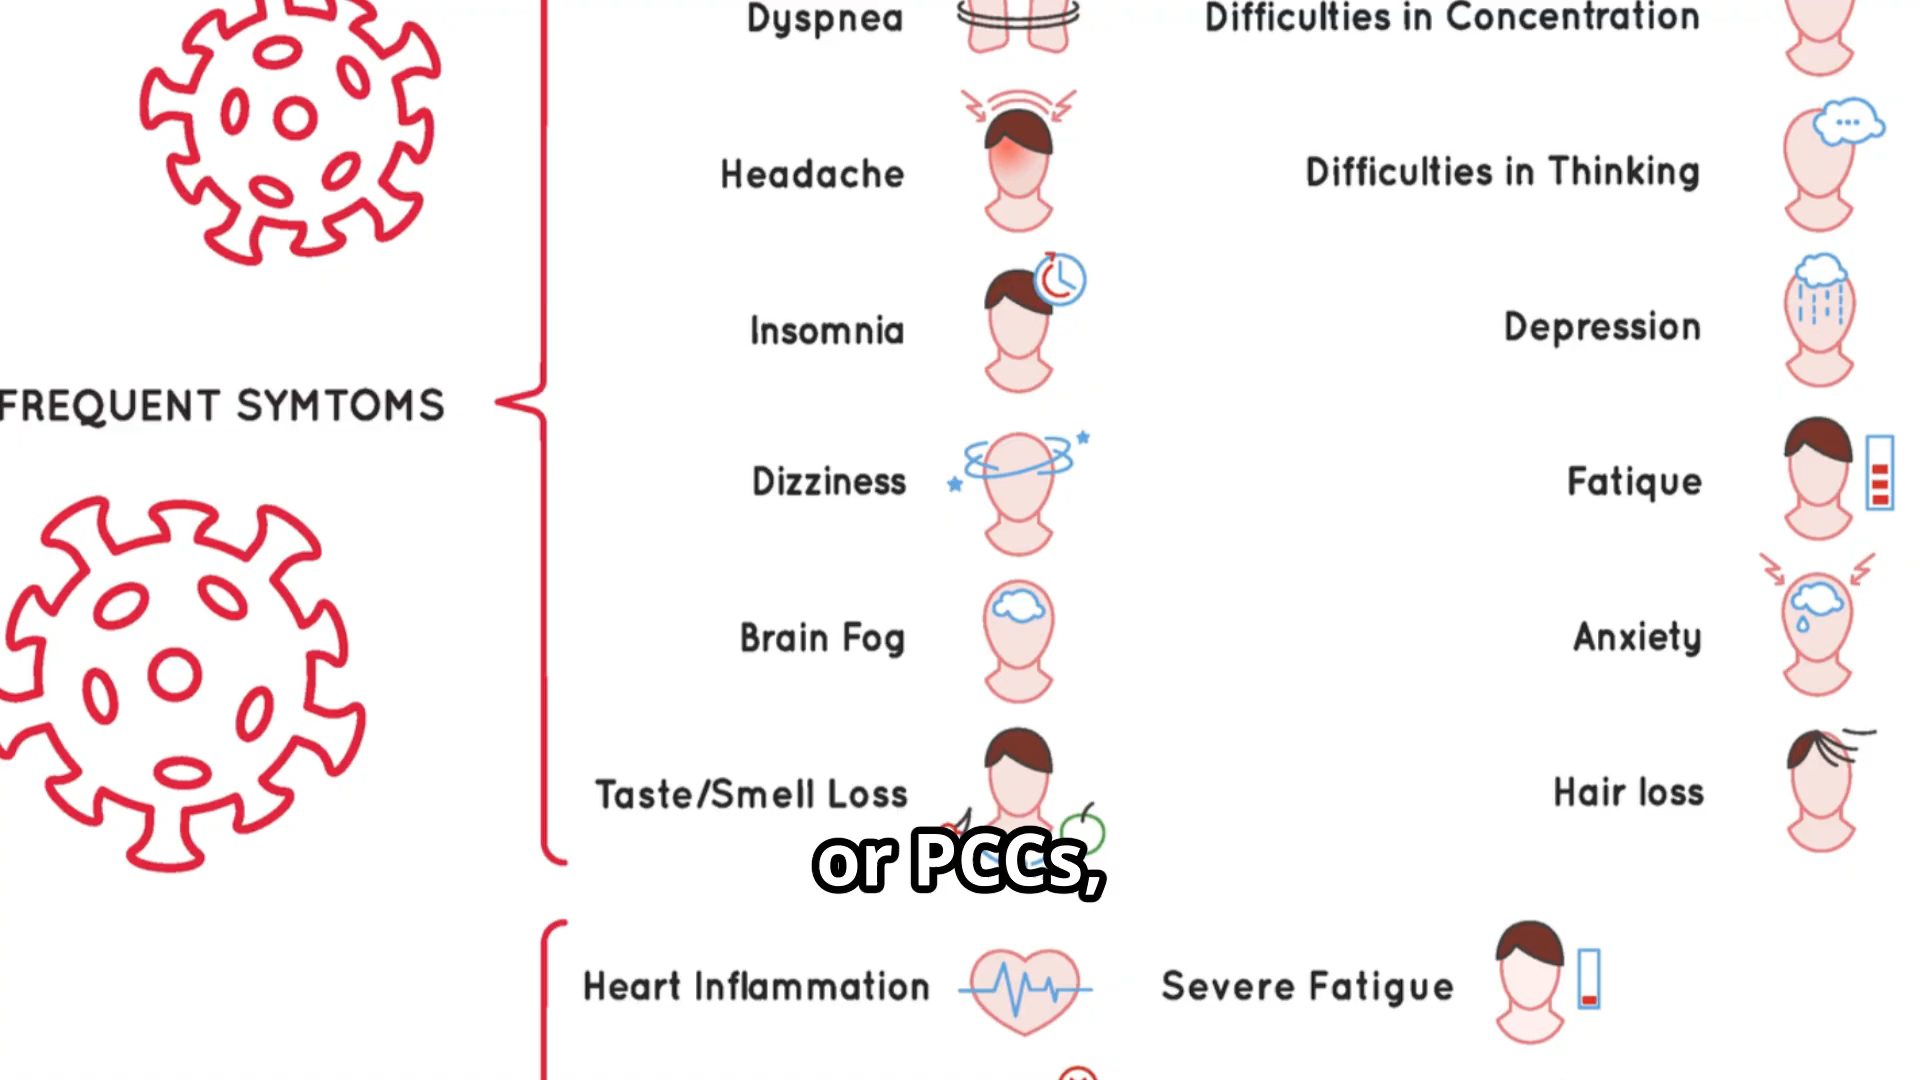 Dyspnea
Difficulties in Concentration
Headache
Difficulties in Thinking
Insomnia
Depression
FREQUENT SYMTOMS
Dizziness
Fatique
Brain Fog
Anxiety
Taste/Smell Loss
Hair loss
or PCCs,
Heart Inflammation
Severe Fatigue